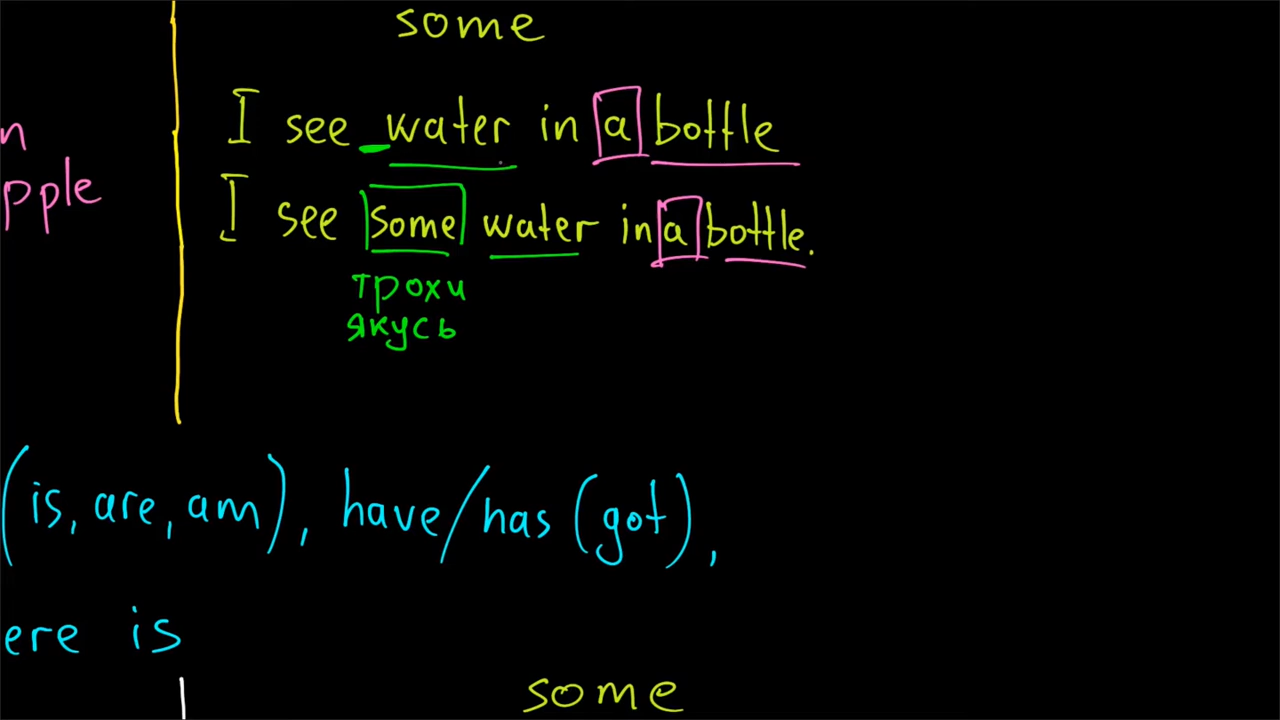 some
I see _water in a bottle
n
pple
I see some water in a bottle.
трохи
якусь
(is, are, am), have/has (got),
ere is
some